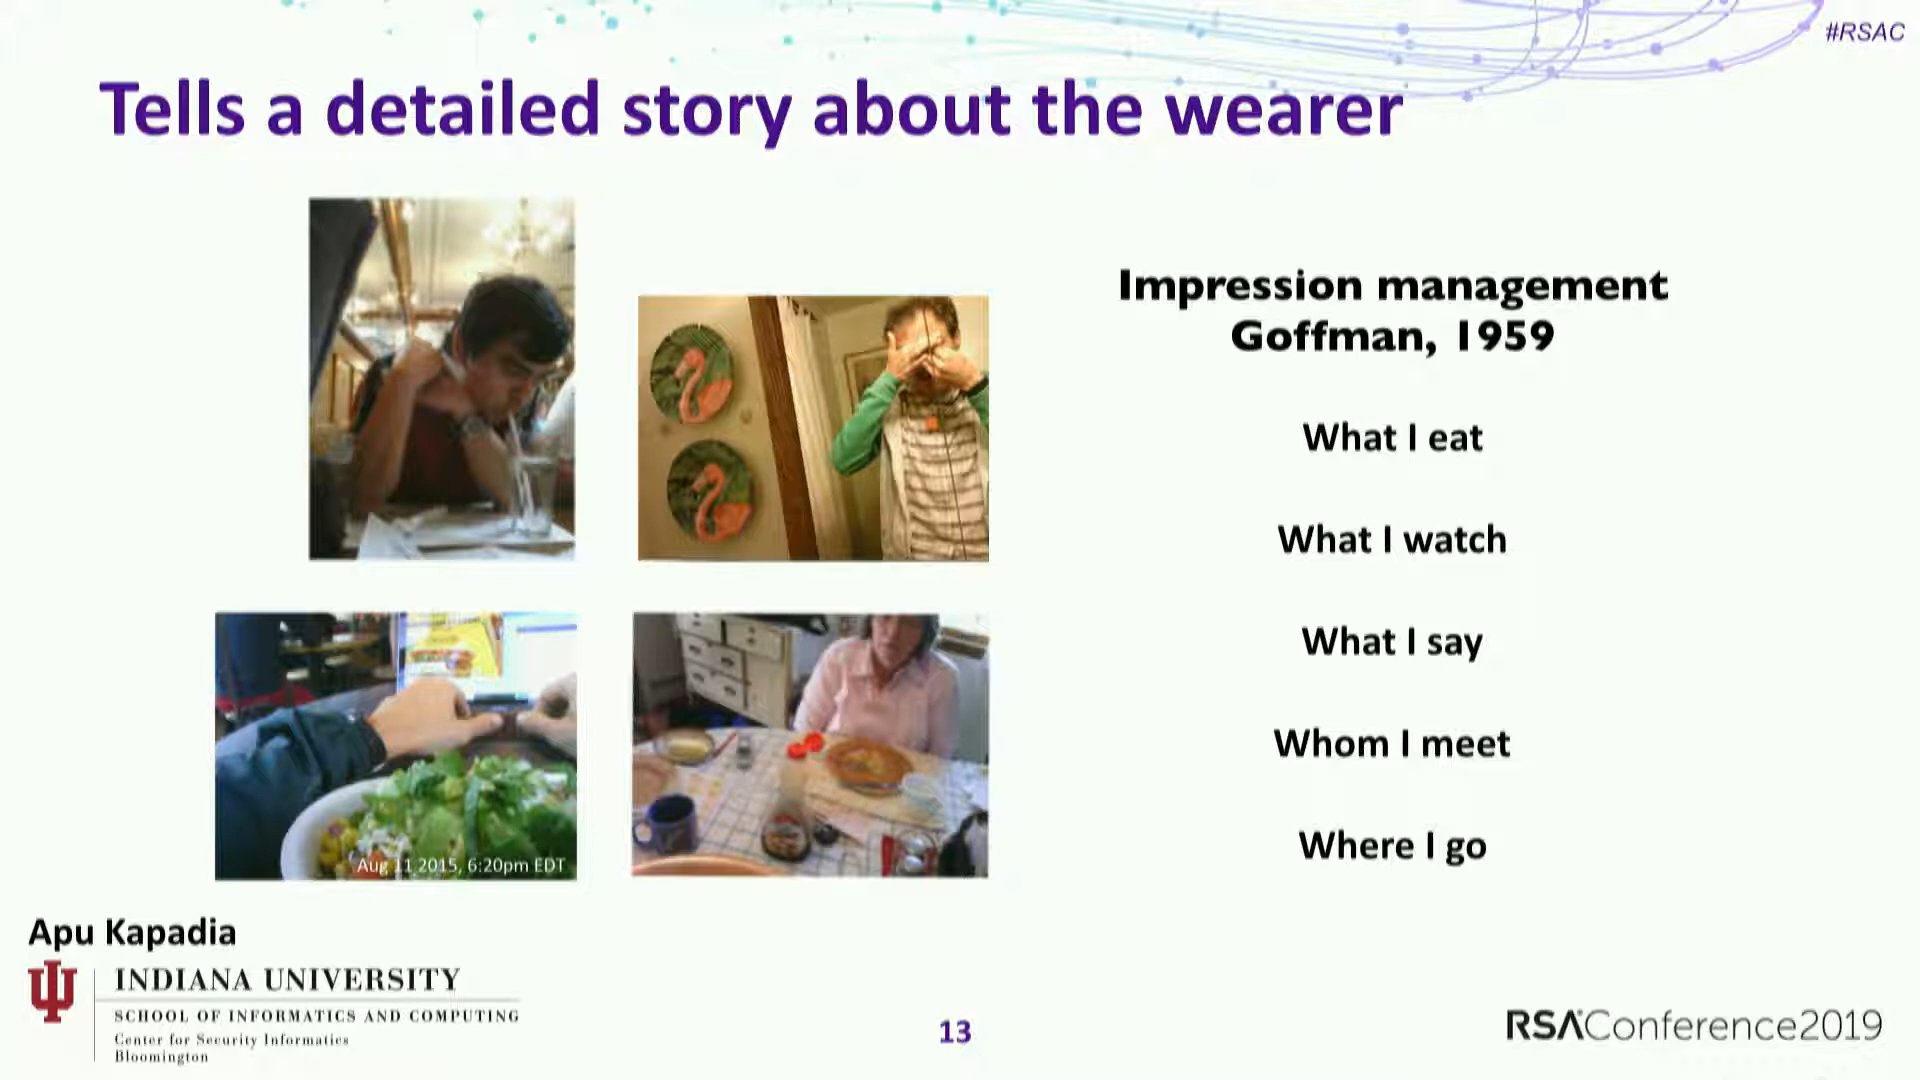 #RSAC
Tells a detailed story about the wearer
Impression management
Goffman, 1959
What I eat
What I watch
What I say
Whom I meet
Where I go
Aug 11 2015, 6:20pm EDT
Apu Kapadia
INDIANA UNIVERSITY
SCHOOL OF INFORMATICS AND COMPUTING
Center for Security Informatics
Bloomington
13
RSAConference2019